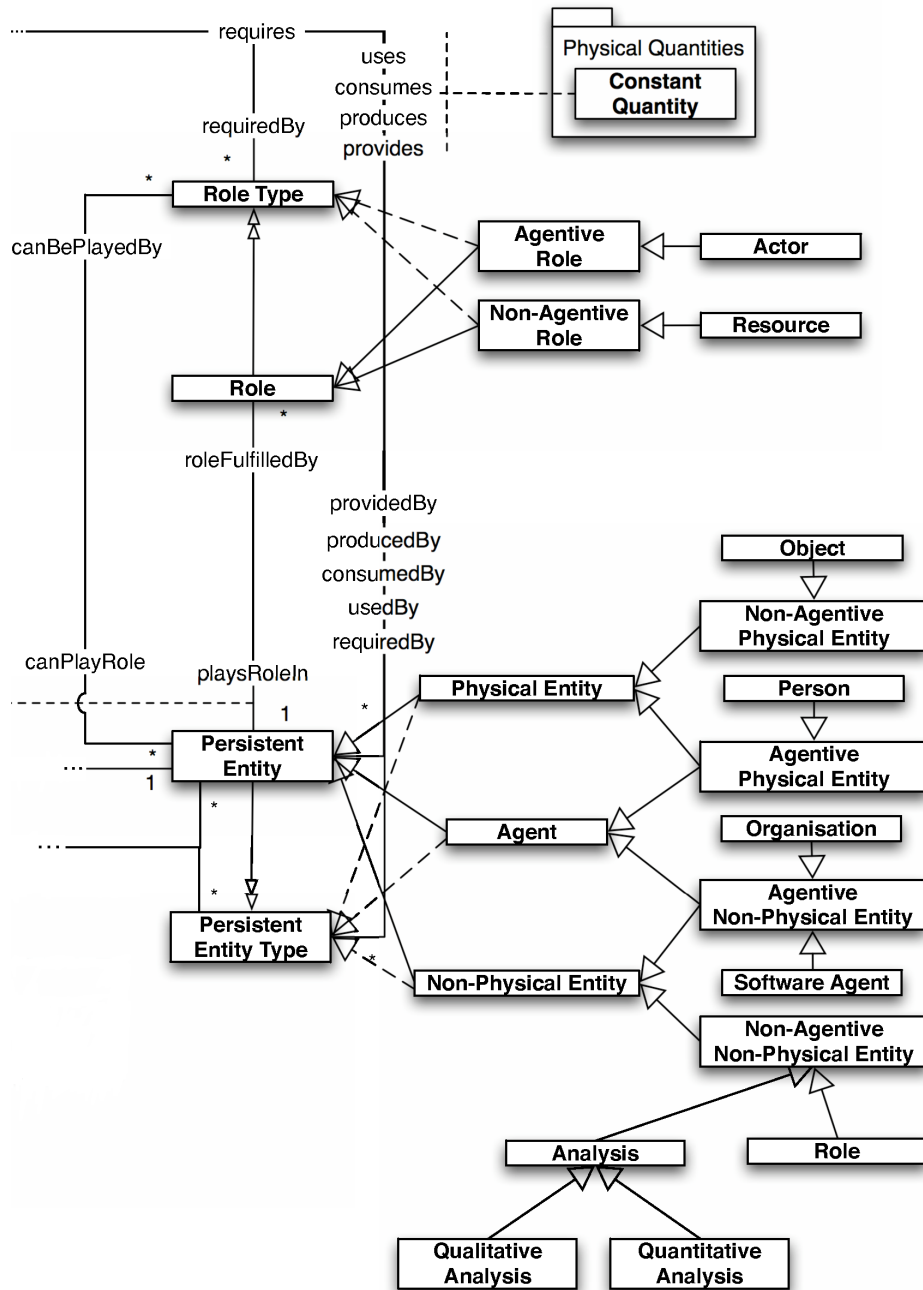 ... requires
uses
consumes
produces
provides
Physical Quantities
Constant
Quantity
requiredBy
*
*
Role Type
canBePlayedBy
Agentive
Role
Actor
Non-Agentive
Role
Resource
Role
*
roleFulfilledBy
providedBy
producedBy
consumedBy
usedBy
requiredBy
Object
Non-Agentive
Physical Entity
canPlayRole
playsRoleIn
Physical Entity
Person
1
*
Persistent
Entity
*
...
1
*
Agentive
Physical Entity
Agent
Organisation
...
*
Agentive
Non-Physical Entity
Persistent
Entity Type
*
Non-Physical Entity
Software Agent
Non-Agentive
Non-Physical Entity
Analysis
Role
Qualitative
Analysis
Quantitative
Analysis